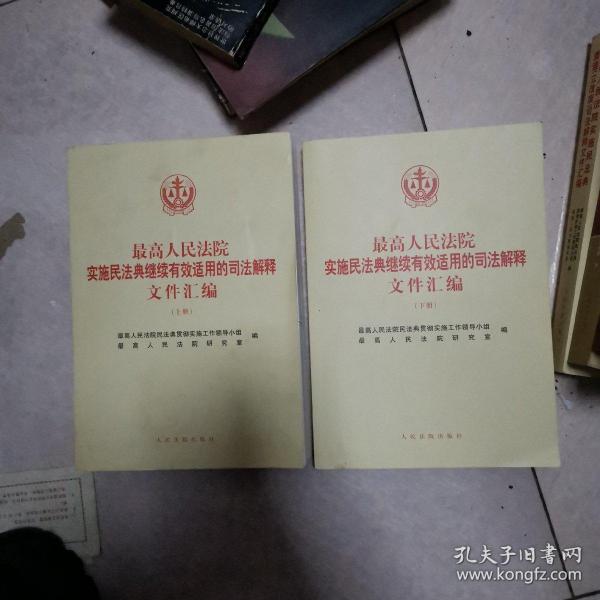 最高人民法院
实施民法典继续有效适用的司法解释
文件汇编
(上册)
最高人民法院民法典贯彻实施工作领导小组
最高人民法院研究室
编
人民法院出版社
最高人民法院
实施民法典继续有效适用的司法解释
文件汇编
(下册)
最高人民法院民法典贯彻实施工作领导小组
最高人民法院研究室
编
人民法院出版社
孔夫子旧书网
www.kongfz.com